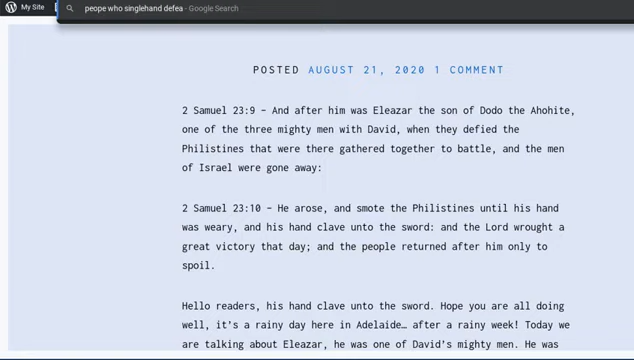 My Site
peope who singlehand defea - Google Search
POSTED AUGUST 21, 2020 1 COMMENT
2 Samuel 23:9 – And after him was Eleazar the son of Dodo the Ahohite,
one of the three mighty men with David, when they defied the
Philistines that were there gathered together to battle, and the men
of Israel were gone away:
2 Samuel 23:10 – He arose, and smote the Philistines until his hand
was weary, and his hand clave unto the sword: and the Lord wrought a
great victory that day; and the people returned after him only to
spoil.
Hello readers, his hand clave unto the sword. Hope you are all doing
well, it's a rainy day here in Adelaide… after a rainy week! Today we
are talking about Eleazar, he was one of David's mighty men. He was